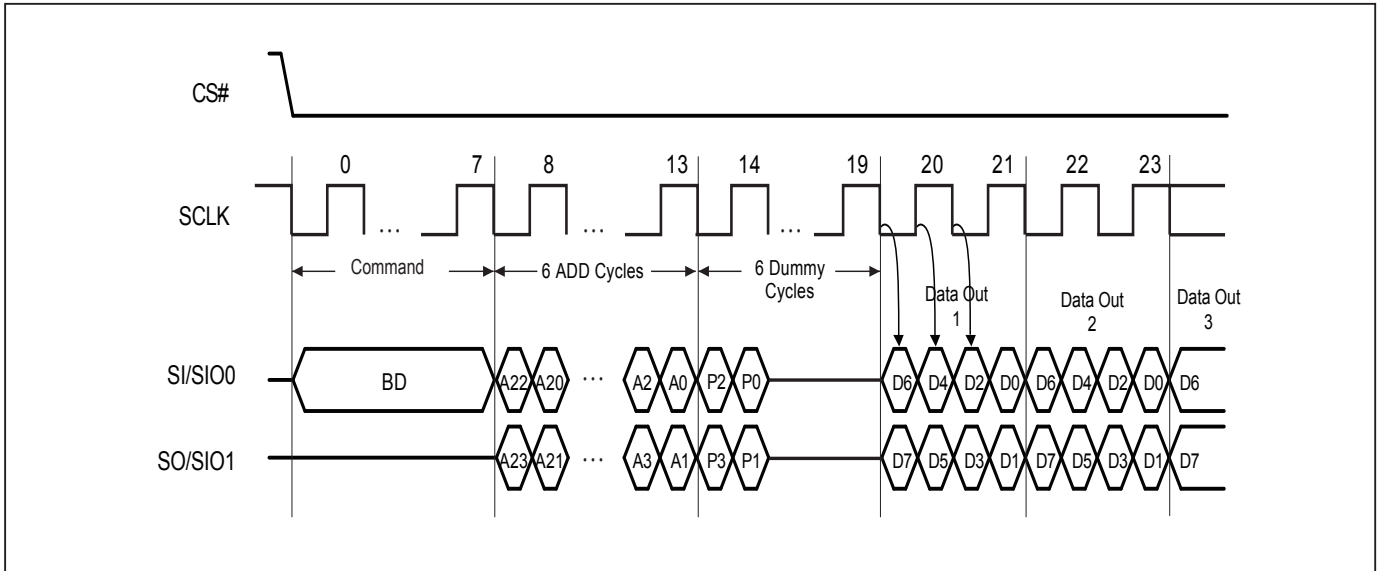 CS#
0 7 8 13 14 19 20 21 22 23
SCLK
... ... ...
Command 6 ADD Cycles 6 Dummy
Cycles
Data Out
1
Data Out
2
Data Out
3
SI/SIO0 BD A22 A20 ... A2 A0 P2 P0 D6 D4 D2 D0 D6 D4 D2 D0 D6
SO/SIO1 A23 A21 ... A3 A1 P3 P1 D7 D5 D3 D1 D7 D5 D3 D1 D7